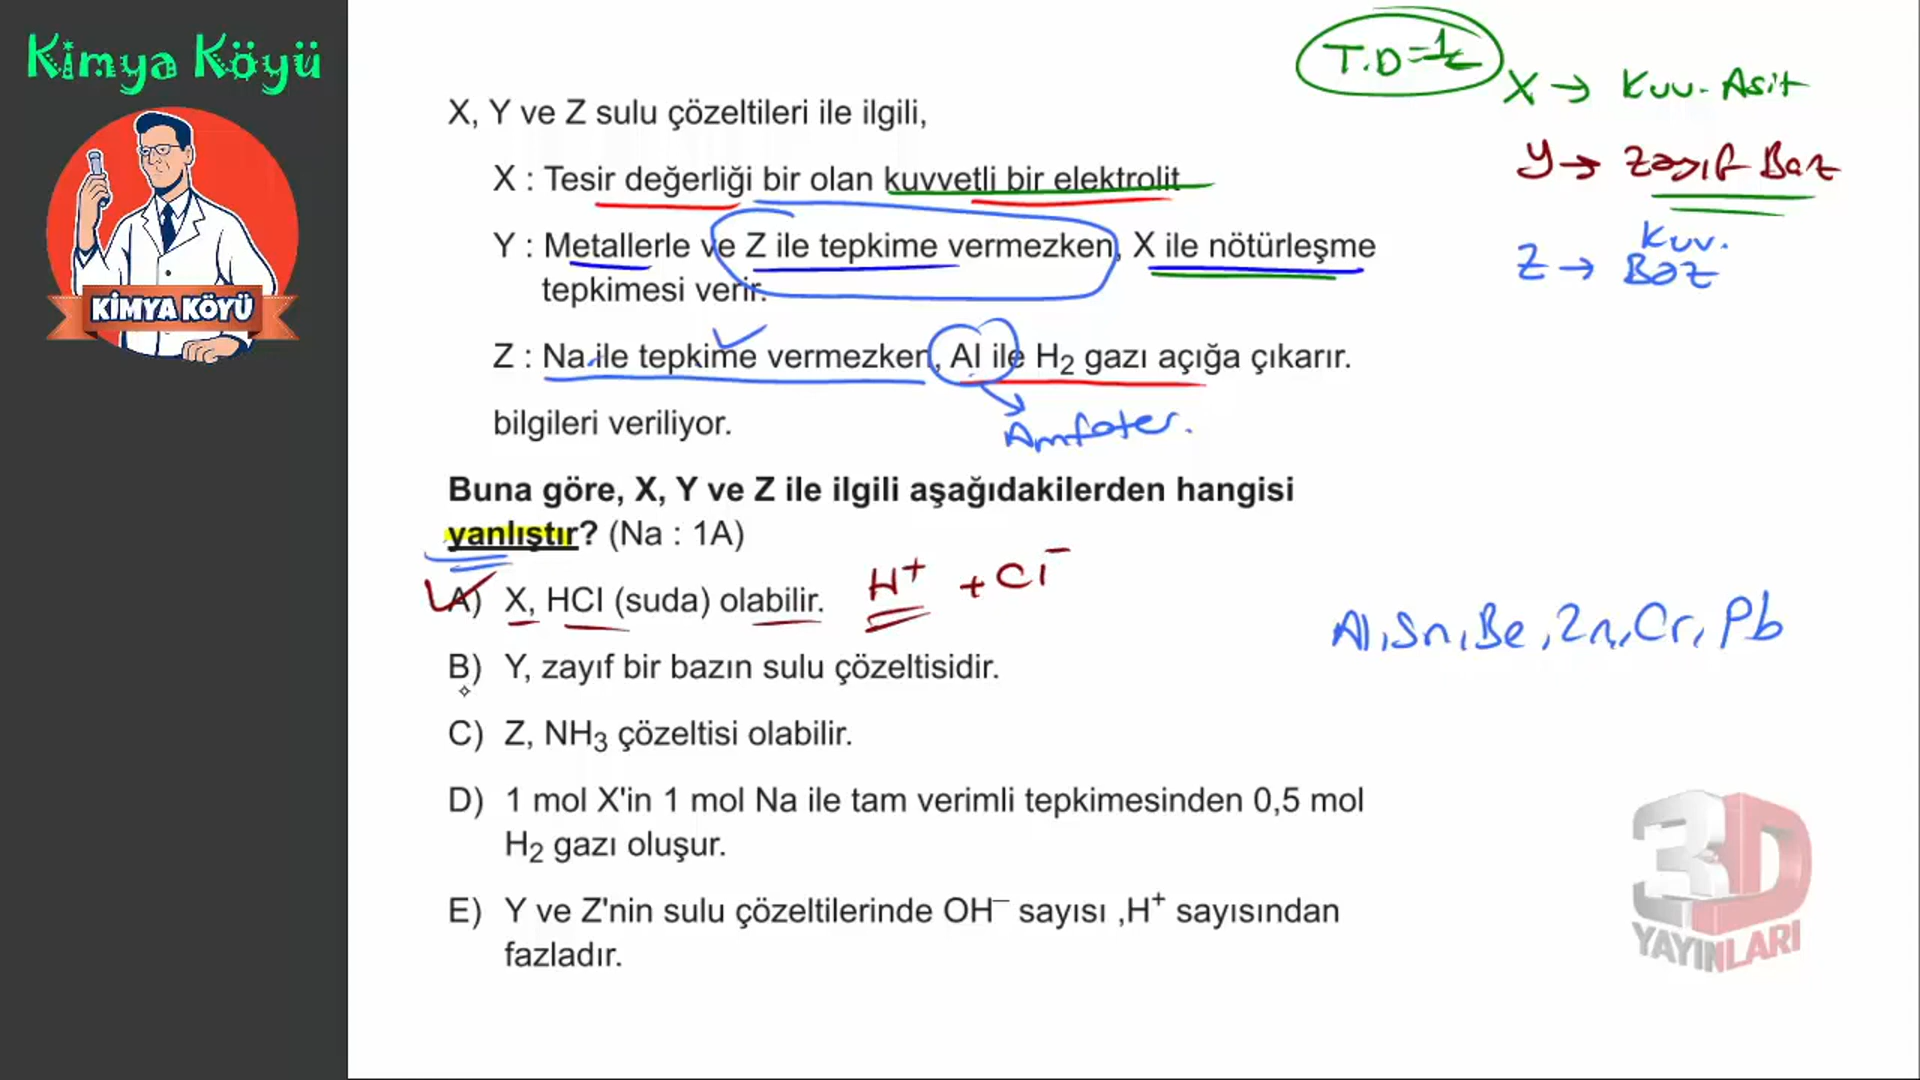 Kimya Köyü
KİMYA KÖYÜ
T.D=1
X → Kuv. Asit
Y → Zayıf Baz
Z → Kuv. Baz
X, Y ve Z sulu çözeltileri ile ilgili,
X : Tesir değerliği bir olan kuvvetli bir elektrolit
Y : Metallerle ve Z ile tepkime vermezken, X ile nötürleşme
tepkimesi verir.
Z : Na ile tepkime vermezken, Al ile H₂ gazı açığa çıkarır.
Amfoter.
bilgileri veriliyor.
Buna göre, X, Y ve Z ile ilgili aşağıdakilerden hangisi
yanlıştır? (Na : 1A)
A) X, HCl (suda) olabilir. H⁺ + Cl⁻
Al, Sn, Be, Zn, Cr, Pb
B) Y, zayıf bir bazın sulu çözeltisidir.
C) Z, NH₃ çözeltisi olabilir.
D) 1 mol X'in 1 mol Na ile tam verimli tepkimesinden 0,5 mol
H₂ gazı oluşur.
E) Y ve Z'nin sulu çözeltilerinde OH⁻ sayısı ,H⁺ sayısından
fazladır.
3D
YAYINLARI